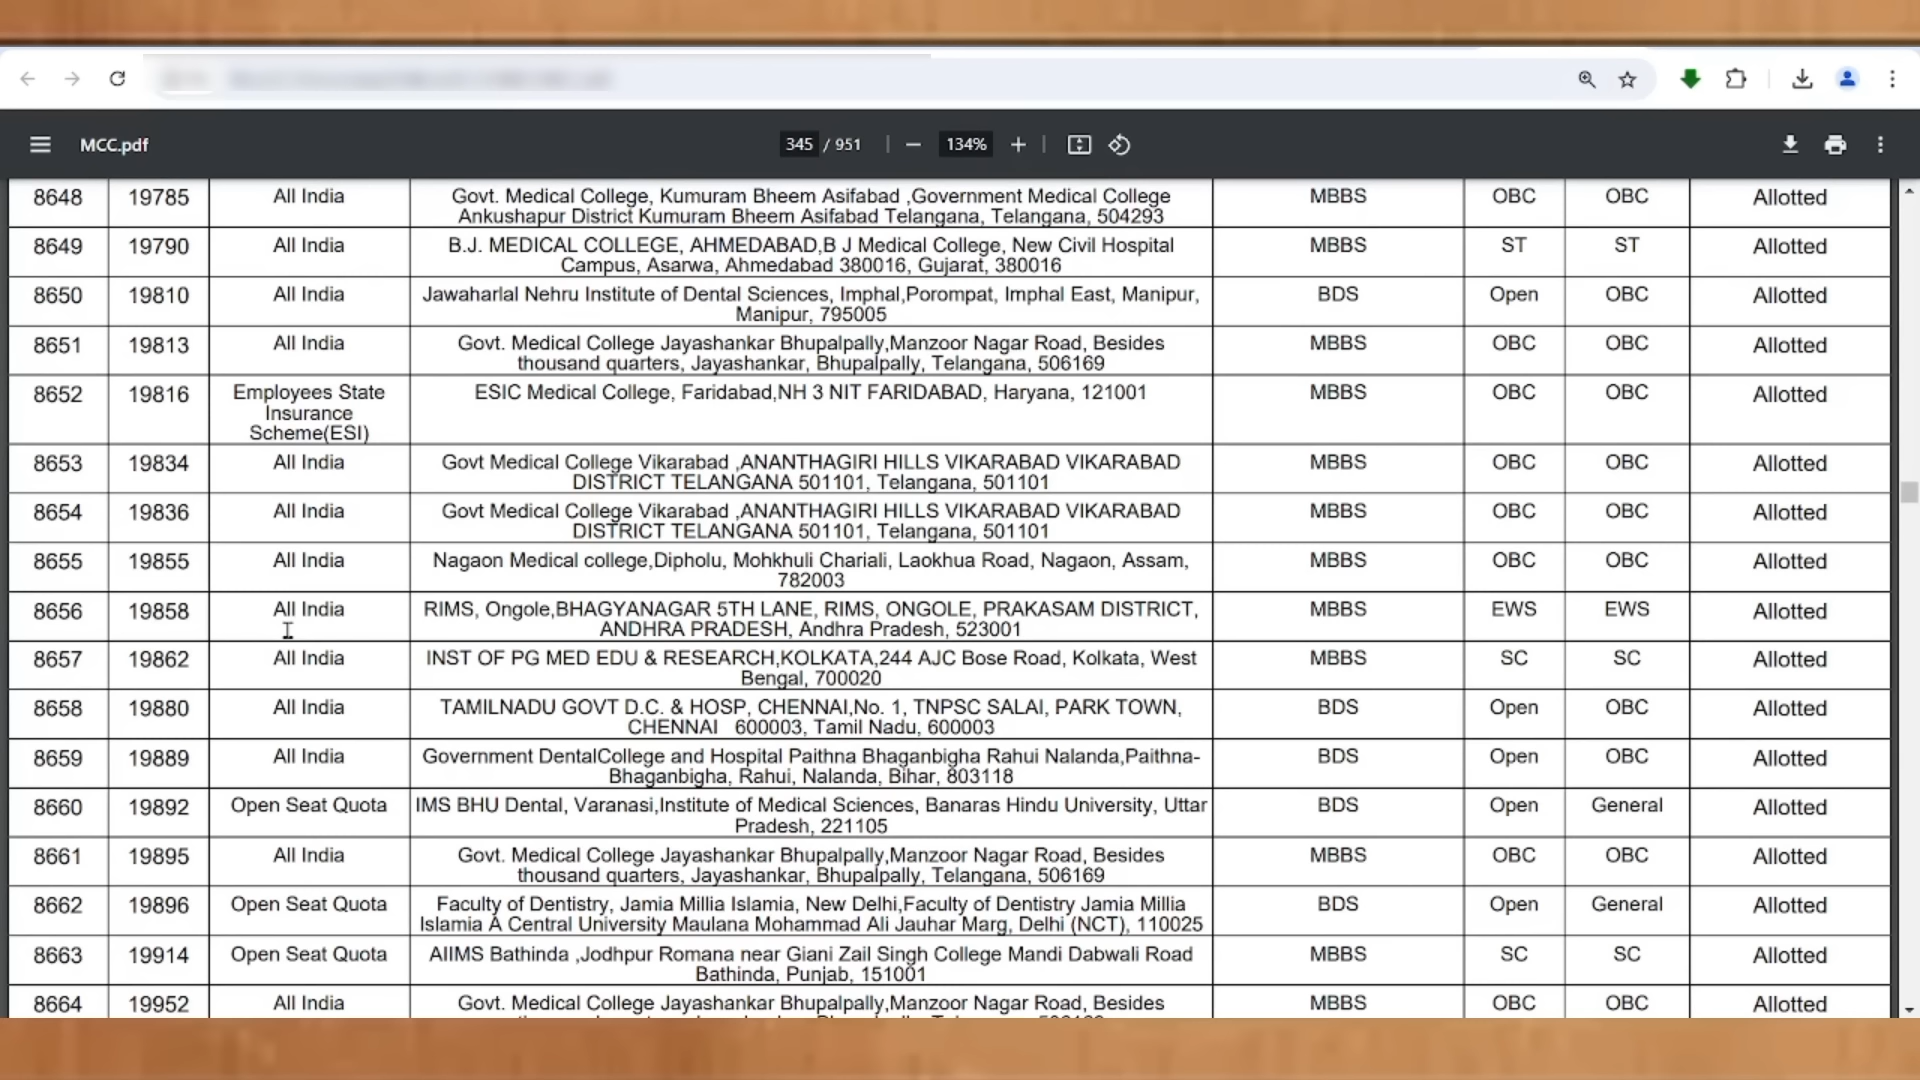 MCC.pdf 345 / 951 134%
8648 19785 All India Govt. Medical College, Kumuram Bheem Asifabad ,Government Medical College MBBS OBC OBC Allotted
Ankushapur District Kumuram Bheem Asifabad Telangana, Telangana, 504293
8649 19790 All India B.J. MEDICAL COLLEGE, AHMEDABAD,B J Medical College, New Civil Hospital MBBS ST ST Allotted
Campus, Asarwa, Ahmedabad 380016, Gujarat, 380016
8650 19810 All India Jawaharlal Nehru Institute of Dental Sciences, Imphal,Porompat, Imphal East, Manipur, BDS Open OBC Allotted
Manipur, 795005
8651 19813 All India Govt. Medical College Jayashankar Bhupalpally,Manzoor Nagar Road, Besides MBBS OBC OBC Allotted
thousand quarters, Jayashankar, Bhupalpally, Telangana, 506169
8652 19816 Employees State ESIC Medical College, Faridabad,NH 3 NIT FARIDABAD, Haryana, 121001 MBBS OBC OBC Allotted
Insurance
Scheme(ESI)
8653 19834 All India Govt Medical College Vikarabad ,ANANTHAGIRI HILLS VIKARABAD VIKARABAD MBBS OBC OBC Allotted
DISTRICT TELANGANA 501101, Telangana, 501101
8654 19836 All India Govt Medical College Vikarabad ,ANANTHAGIRI HILLS VIKARABAD VIKARABAD MBBS OBC OBC Allotted
DISTRICT TELANGANA 501101, Telangana, 501101
8655 19855 All India Nagaon Medical college,Dipholu, Mohkhuli Chariali, Laokhua Road, Nagaon, Assam, MBBS OBC OBC Allotted
782003
8656 19858 All India RIMS, Ongole,BHAGYANAGAR 5TH LANE, RIMS, ONGOLE, PRAKASAM DISTRICT, MBBS EWS EWS Allotted
ANDHRA PRADESH, Andhra Pradesh, 523001
8657 19862 All India INST OF PG MED EDU & RESEARCH,KOLKATA,244 AJC Bose Road, Kolkata, West MBBS SC SC Allotted
Bengal, 700020
8658 19880 All India TAMILNADU GOVT D.C. & HOSP, CHENNAI,No. 1, TNPSC SALAI, PARK TOWN, BDS Open OBC Allotted
CHENNAI 600003, Tamil Nadu, 600003
8659 19889 All India Government DentalCollege and Hospital Paithna Bhaganbigha Rahui Nalanda,Paithna- BDS Open OBC Allotted
Bhaganbigha, Rahui, Nalanda, Bihar, 803118
8660 19892 Open Seat Quota IMS BHU Dental, Varanasi,Institute of Medical Sciences, Banaras Hindu University, Uttar BDS Open General Allotted
Pradesh, 221105
8661 19895 All India Govt. Medical College Jayashankar Bhupalpally,Manzoor Nagar Road, Besides MBBS OBC OBC Allotted
thousand quarters, Jayashankar, Bhupalpally, Telangana, 506169
8662 19896 Open Seat Quota Faculty of Dentistry, Jamia Millia Islamia, New Delhi,Faculty of Dentistry Jamia Millia BDS Open General Allotted
Islamia A Central University Maulana Mohammad Ali Jauhar Marg, Delhi (NCT), 110025
8663 19914 Open Seat Quota AIIMS Bathinda ,Jodhpur Romana near Giani Zail Singh College Mandi Dabwali Road MBBS SC SC Allotted
Bathinda, Punjab, 151001
8664 19952 All India Govt. Medical College Jayashankar Bhupalpally,Manzoor Nagar Road, Besides MBBS OBC OBC Allotted